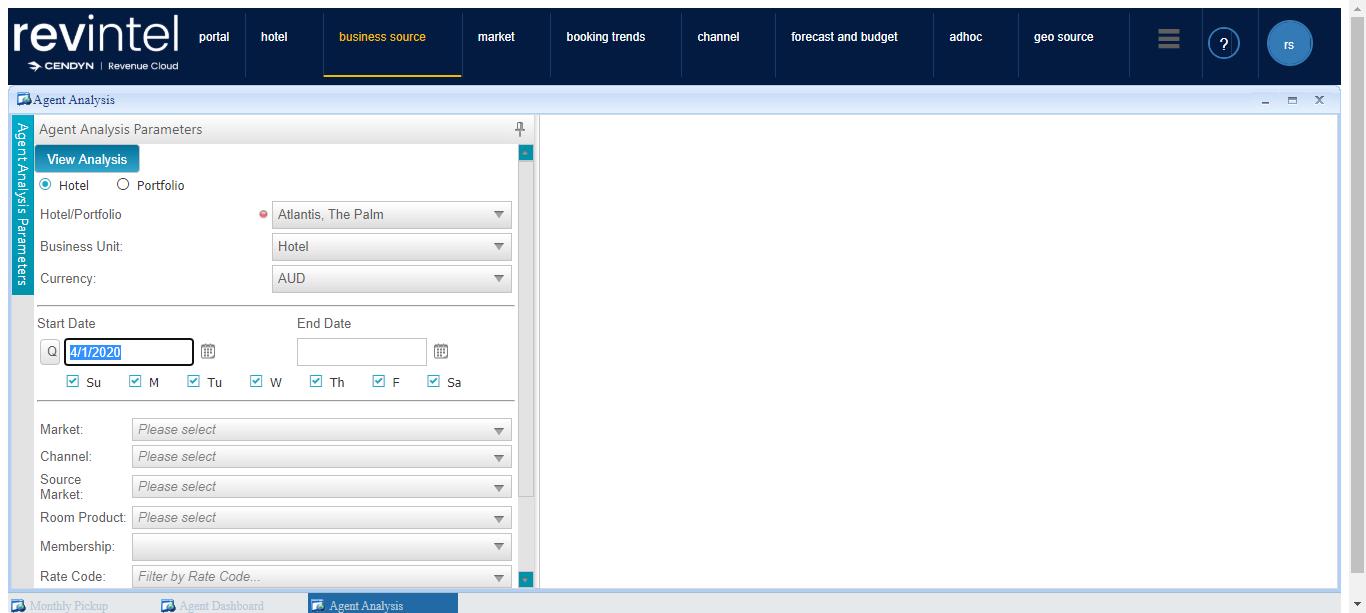 revintel
CENDYN | Revenue Cloud
portal hotel business source market booking trends channel forecast and budget adhoc geo source ? rs
Agent Analysis
Agent Analysis Parameters
Agent Analysis Parameters
View Analysis
Hotel Portfolio
Hotel/Portfolio Atlantis, The Palm
Business Unit: Hotel
Currency: AUD
Start Date End Date
Q 4/1/2020
Su M Tu W Th F Sa
Market: Please select
Channel: Please select
Source
Market: Please select
Room Product: Please select
Membership:
Rate Code: Filter by Rate Code...
Monthly Pickup Agent Dashboard Agent Analysis